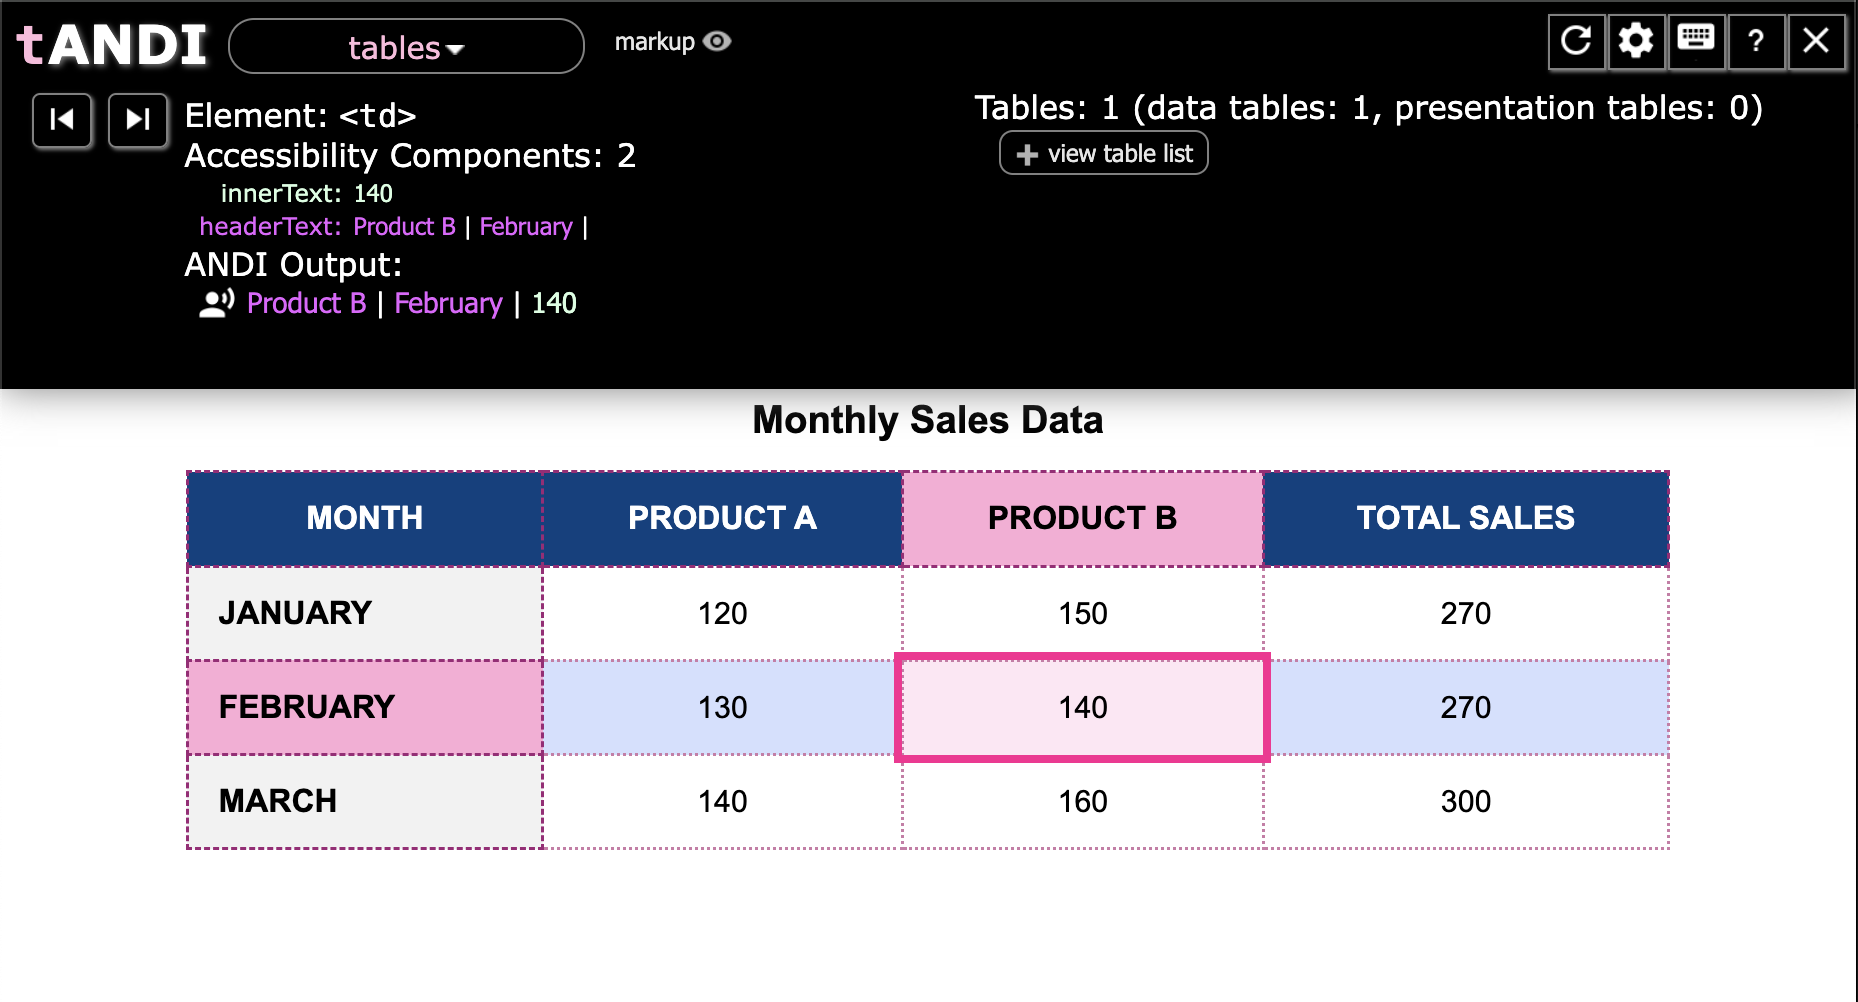 tANDI tables markup ?
Element: <td>
Accessibility Components: 2
innerText: 140
headerText: Product B | February |
ANDI Output:
Product B | February | 140
Tables: 1 (data tables: 1, presentation tables: 0)
view table list
Monthly Sales Data
MONTH PRODUCT A PRODUCT B TOTAL SALES
JANUARY 120 150 270
FEBRUARY 130 140 270
MARCH 140 160 300